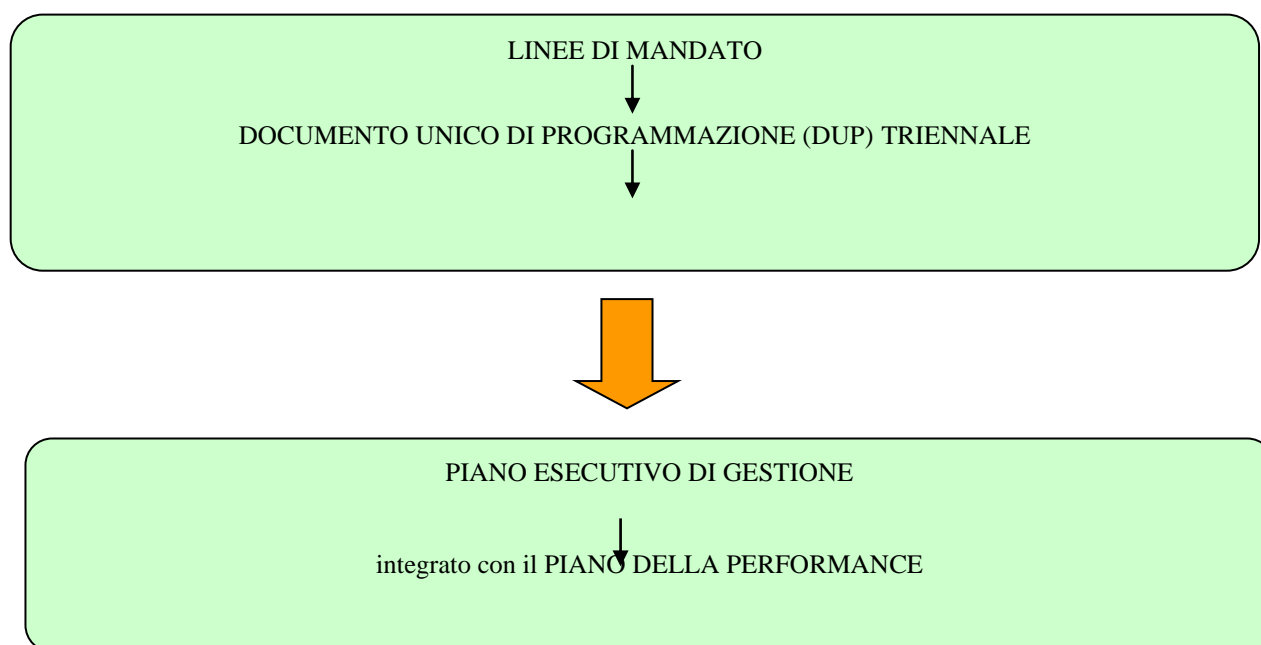 LINEE DI MANDATO
DOCUMENTO UNICO DI PROGRAMMAZIONE (DUP) TRIENNALE
PIANO ESECUTIVO DI GESTIONE
integrato con il PIANO DELLA PERFORMANCE